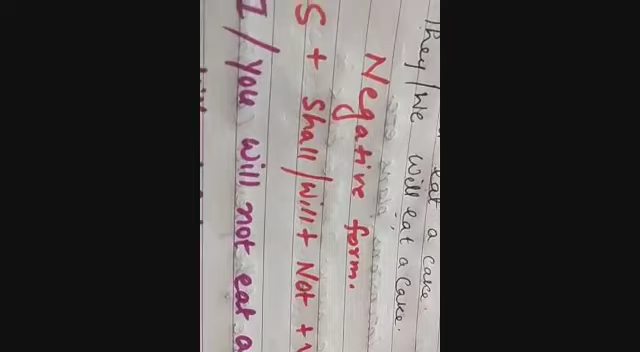 eat a cake.
They/We will eat a cake.
Negative form.
S + shall/will + Not +
I/you will not eat a